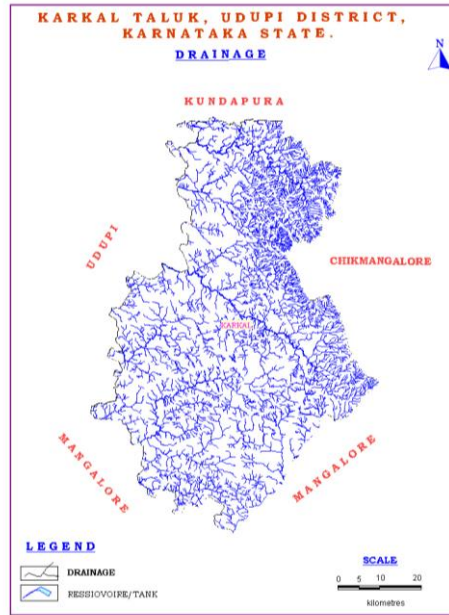 KARKAL TALUK, UDUPI DISTRICT,
KARNATAKA STATE.
DRAINAGE
N
KUNDAPURA
UDUPI
CHIKMANGALORE
KARKAL
MANGALORE
MANGALORE
LEGEND
DRAINAGE
RESSIOVOIRE/TANK
SCALE
0 5 10 20
kilometres